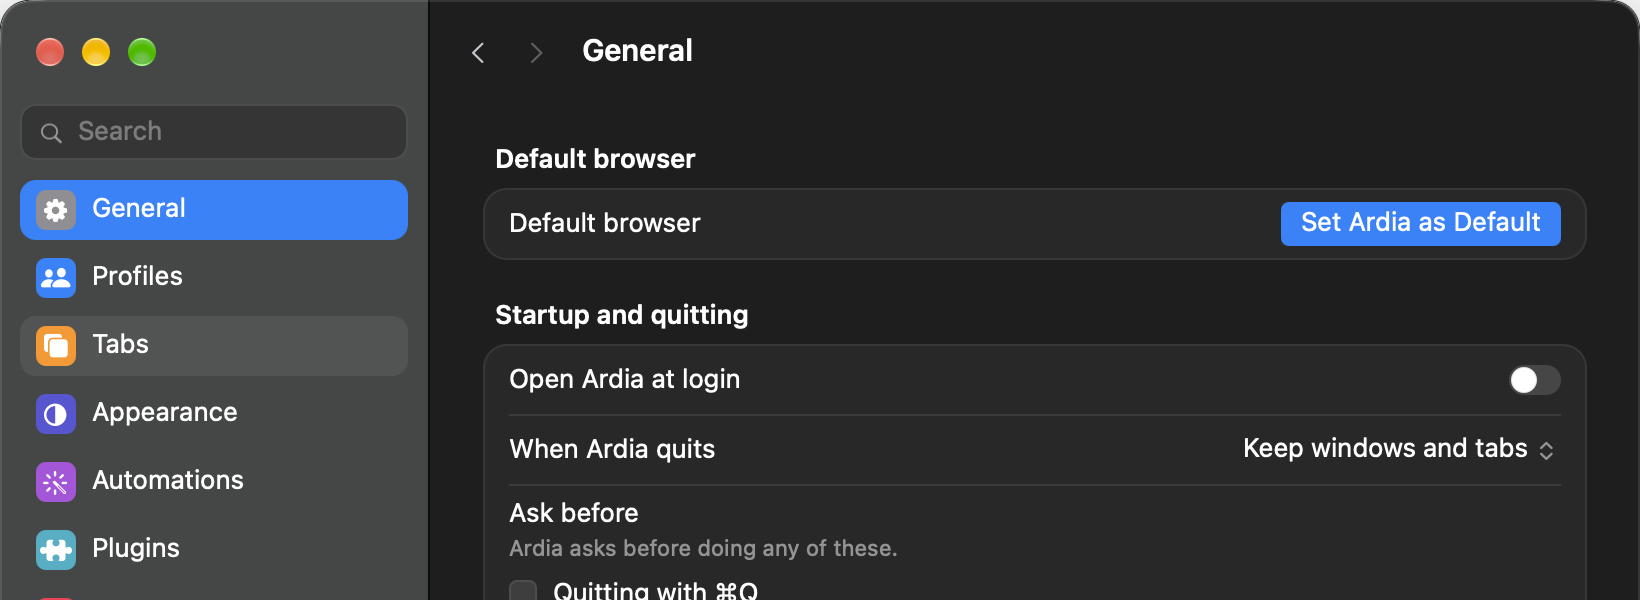 Search
General
Profiles
Tabs
Appearance
Automations
Plugins
General
Default browser
Default browser
Set Ardia as Default
Startup and quitting
Open Ardia at login
When Ardia quits
Keep windows and tabs
Ask before
Ardia asks before doing any of these.
Quitting with ⌘Q